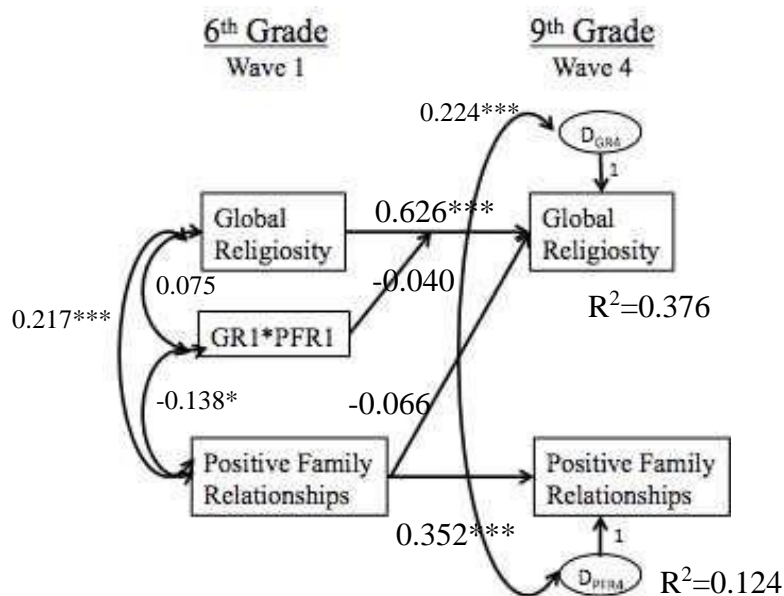 6th Grade
Wave 1
9th Grade
Wave 4
0.224***
D_GR4
1
Global
Religiosity
0.626***
Global
Religiosity
0.075
-0.040
R²=0.376
0.217***
GR1*PFR1
-0.138*
-0.066
Positive Family
Relationships
Positive Family
Relationships
0.352***
1
D_PFR4
R²=0.124